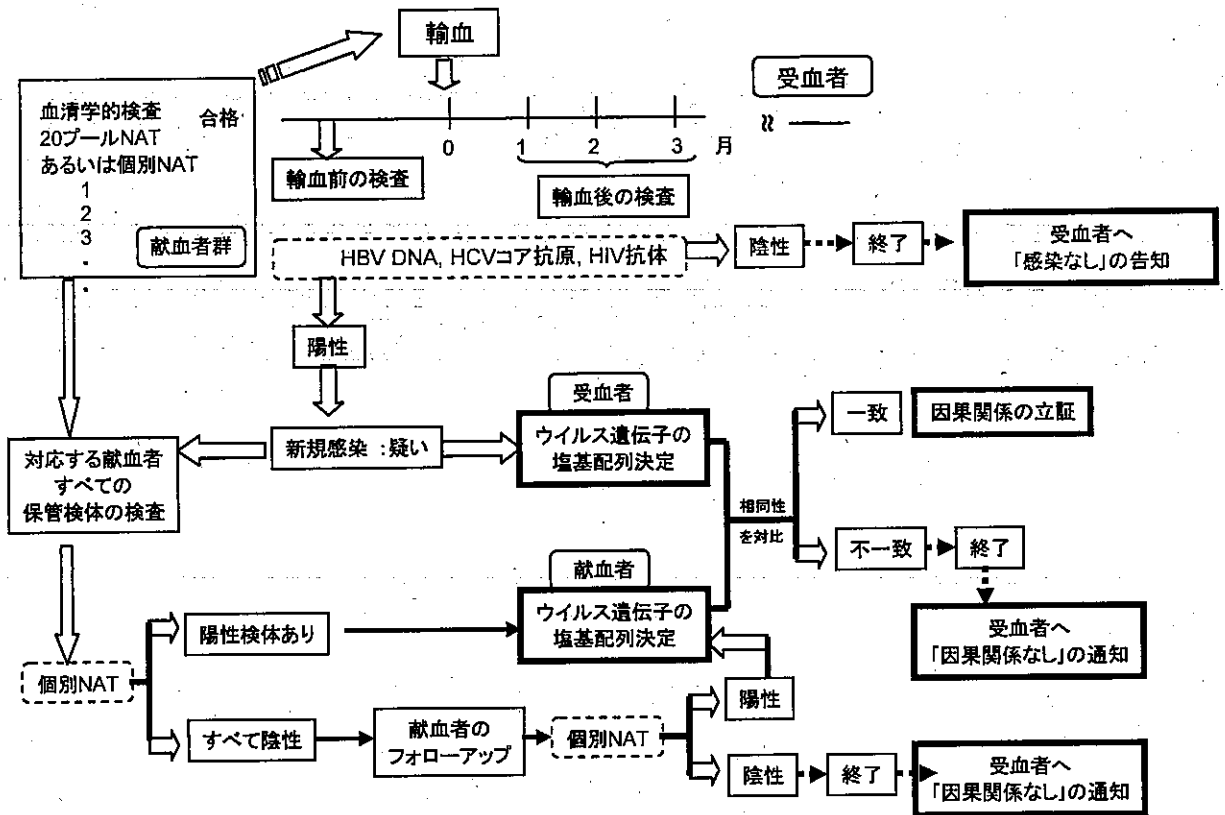 輸血
受血者
血清学的検査
合格
20プールNAT
あるいは個別NAT
1
2
3
.
.
献血者群
0
1
2
3
月
輸血前の検査
輸血後の検査
HBV DNA, HCVコア抗原, HIV抗体
陰性
終了
受血者へ
「感染なし」の告知
陽性
新規感染 :疑い
対応する献血者
すべての
保管検体の検査
受血者
ウイルス遺伝子の
塩基配列決定
相同性
を対比
一致
因果関係の立証
不一致
終了
受血者へ
「因果関係なし」の通知
献血者
ウイルス遺伝子の
塩基配列決定
個別NAT
陽性検体あり
すべて陰性
献血者の
フォローアップ
個別NAT
陽性
陰性
終了
受血者へ
「因果関係なし」の通知